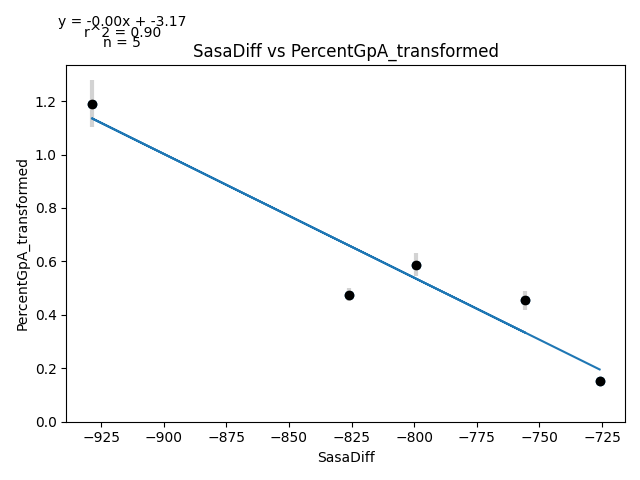 y = -0.00x + -3.17
r^2 = 0.90
n = 5
SasaDiff vs PercentGpA_transformed
PercentGpA_transformed
1.2
1.0
0.8
0.6
0.4
0.2
0.0
−925 −900 −875 −850 −825 −800 −775 −750 −725
SasaDiff